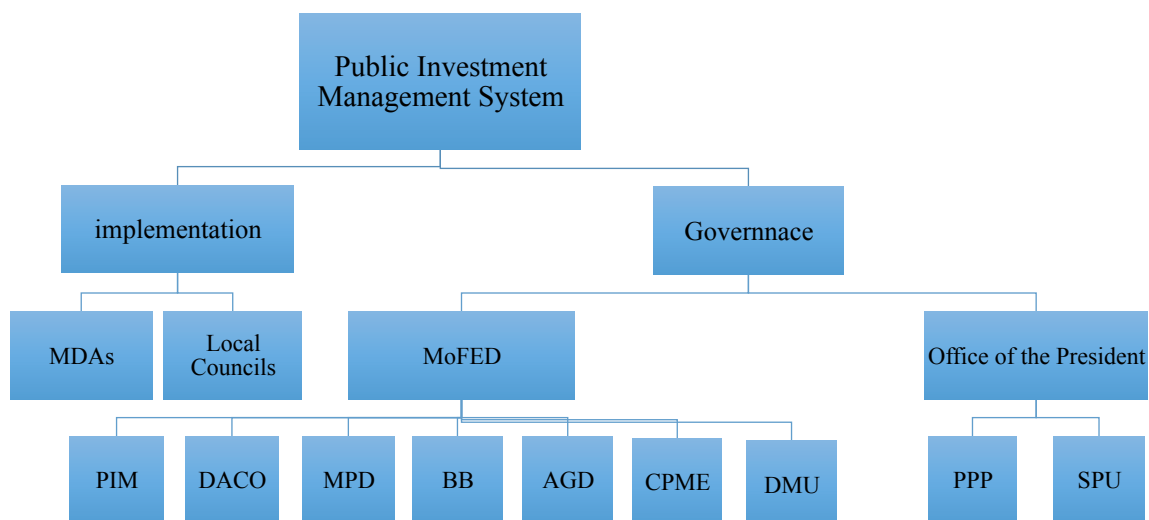 Public Investment
Management System
implementation
Governnace
MDAs
Local
Councils
MoFED
Office of the President
PIM
DACO
MPD
BB
AGD
CPME
DMU
PPP
SPU